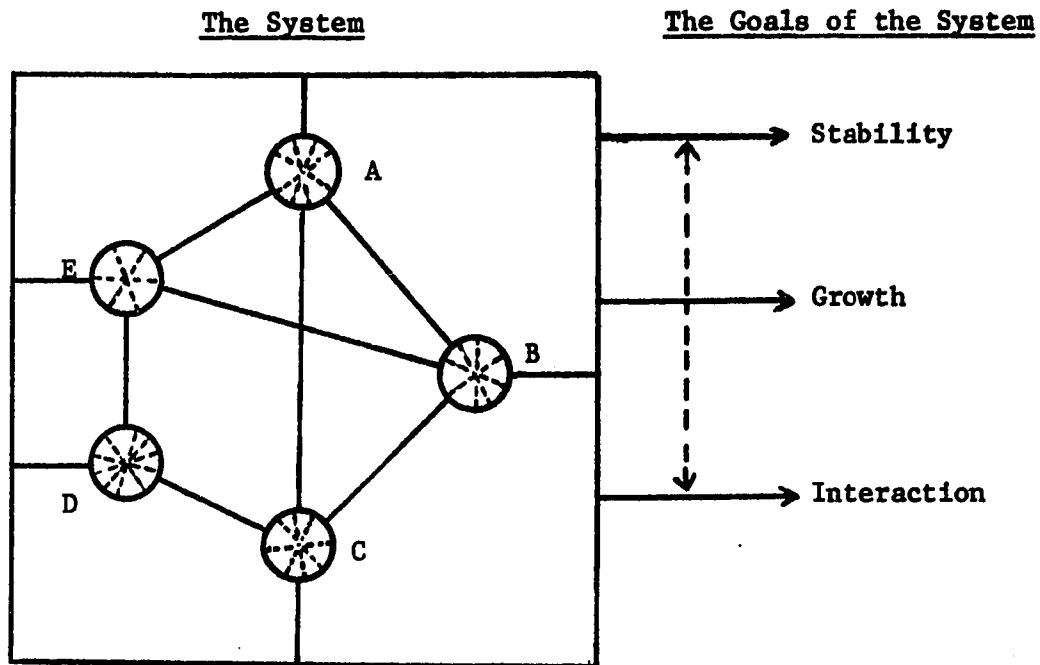 The System
The Goals of the System
A
Stability
E
Growth
B
D
C
Interaction